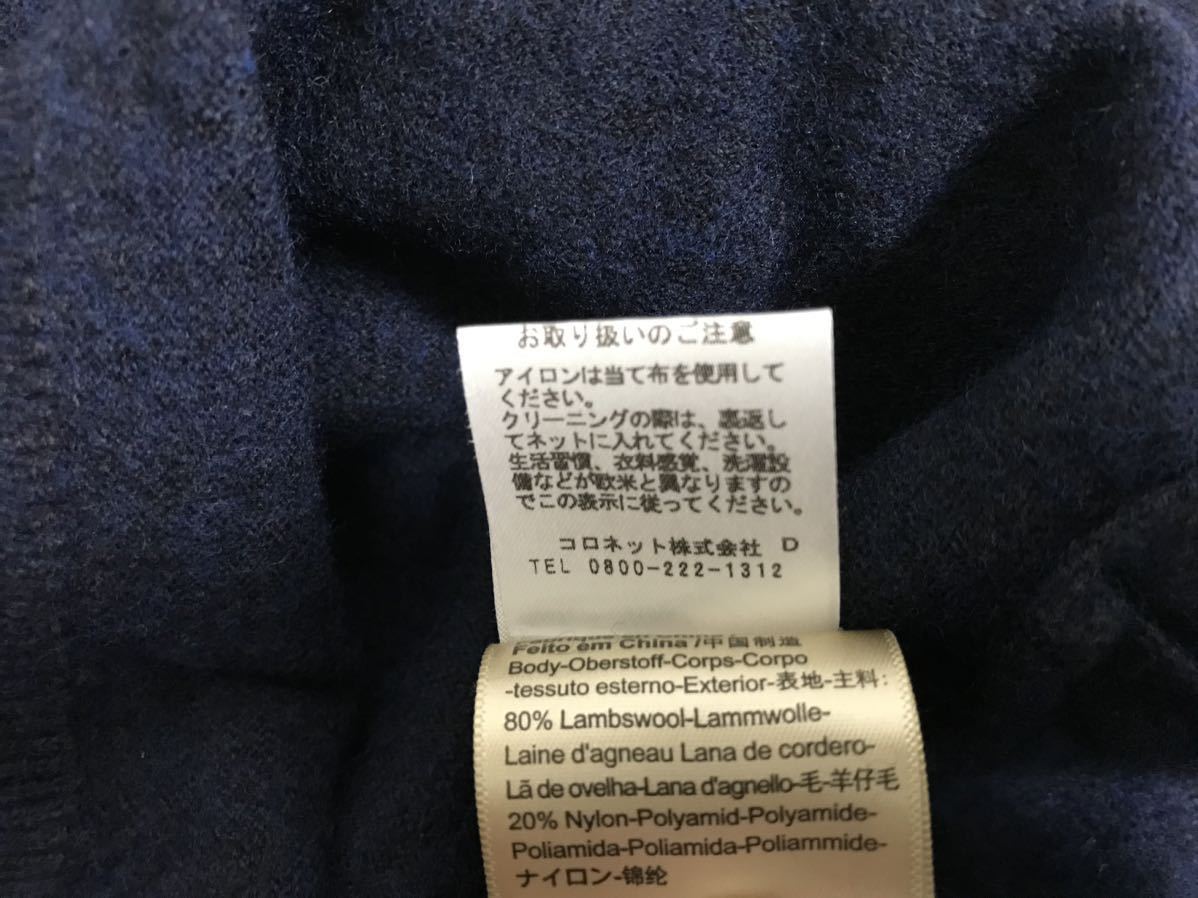 お取り扱いのご注意
アイロンは当て布を使用して
ください。
クリーニングの際は、裏返し
てネットに入れてください。
生活習慣、衣料感覚、洗濯設
備などが欧米と異なりますの
でこの表示に従ってください。
コロネット株式会社 D
TEL 0800-222-1312
Feito em China /中国制造
Body-Oberstoff-Corps-Corpo
-tessuto esterno-Exterior-表地-主料:
80% Lambswool-Lammwolle-
Laine d'agneau Lana de cordero-
Lã de ovelha-Lana d'agnello-毛-羊仔毛
20% Nylon-Polyamid-Polyamide-
Poliamida-Poliamida-Poliammide-
ナイロン-锦纶